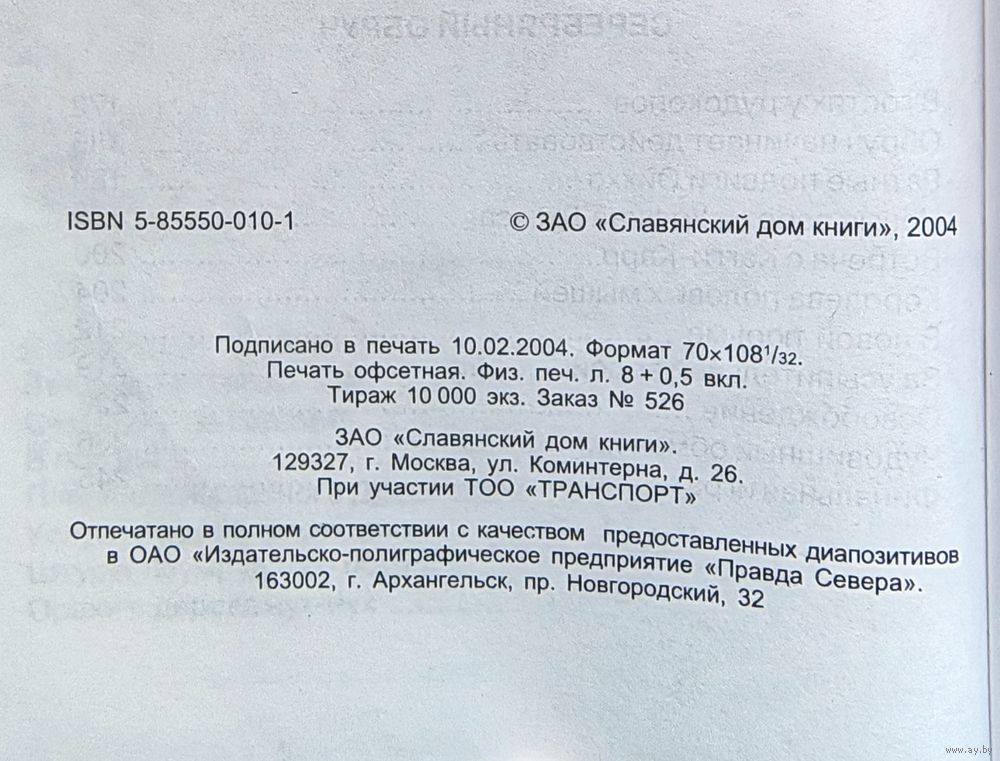 ISBN 5-85550-010-1
© ЗАО «Славянский дом книги», 2004
Подписано в печать 10.02.2004. Формат 70×108¹/₃₂.
Печать офсетная. Физ. печ. л. 8 + 0,5 вкл.
Тираж 10 000 экз. Заказ № 526
ЗАО «Славянский дом книги».
129327, г. Москва, ул. Коминтерна, д. 26.
При участии ТОО «ТРАНСПОРТ»
Отпечатано в полном соответствии с качеством предоставленных диапозитивов
в ОАО «Издательско-полиграфическое предприятие «Правда Севера».
163002, г. Архангельск, пр. Новгородский, 32
www.ay.by